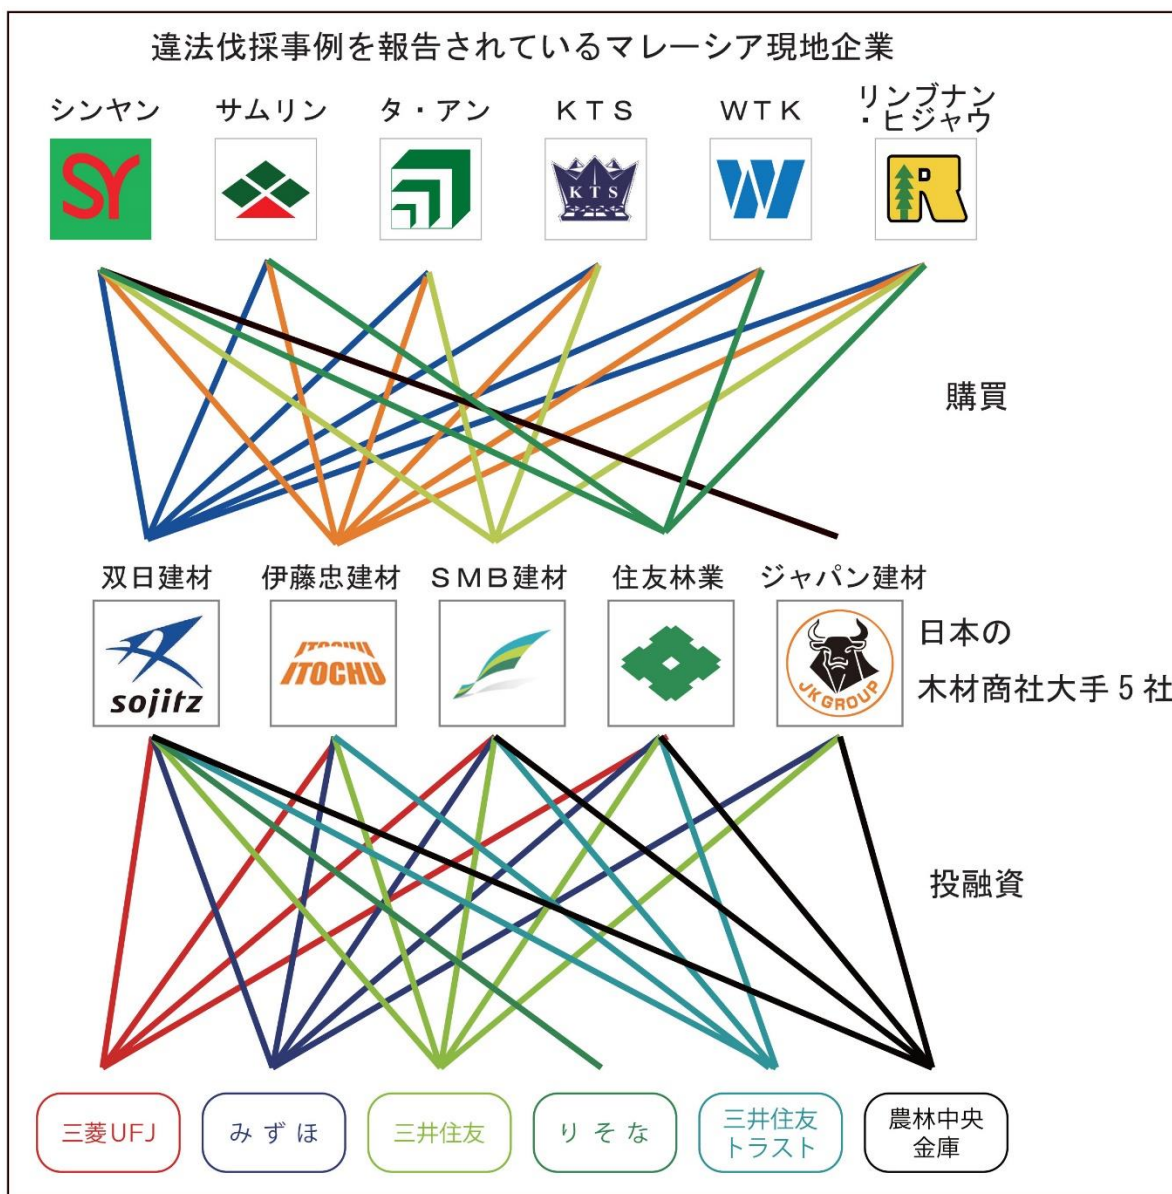 違法伐採事例を報告されているマレーシア現地企業
シンヤン
サムリン
タ・アン
KTS
WTK
リンブナン
・ヒジャウ
SY
KTS
W
R
購買
双日建材
伊藤忠建材
SMB建材
住友林業
ジャパン建材
sojitz
ITOCHU
ITOCHU
JK GROUP
日本の
木材商社大手5社
投融資
三菱UFJ
みずほ
三井住友
りそな
三井住友
トラスト
農林中央
金庫